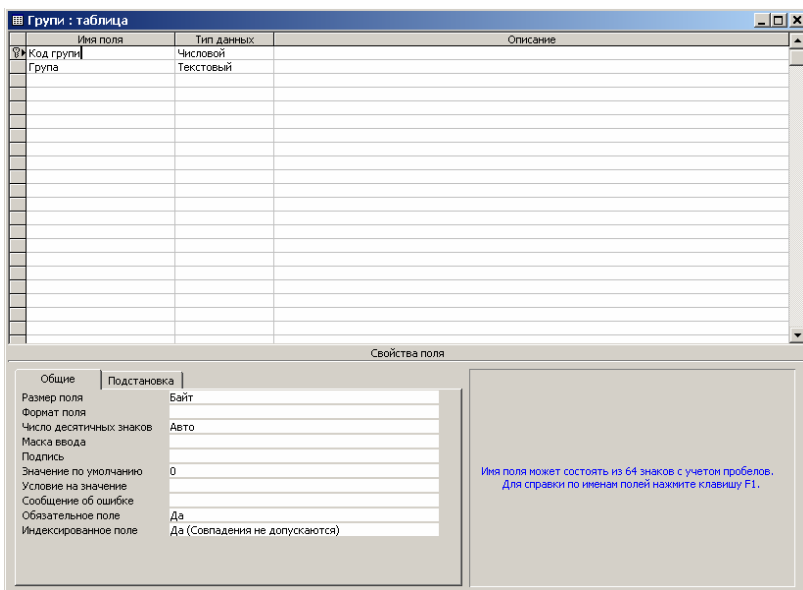 Групи : таблица
Имя поля Тип данных Описание
Код групи Числовой
Група Текстовый
Свойства поля
Общие Подстановка
Размер поля Байт
Формат поля
Число десятичных знаков Авто
Маска ввода
Подпись
Значение по умолчанию 0
Условие на значение
Сообщение об ошибке
Обязательное поле Да
Индексированное поле Да (Совпадения не допускаются)
Имя поля может состоять из 64 знаков с учетом пробелов.
Для справки по именам полей нажмите клавишу F1.